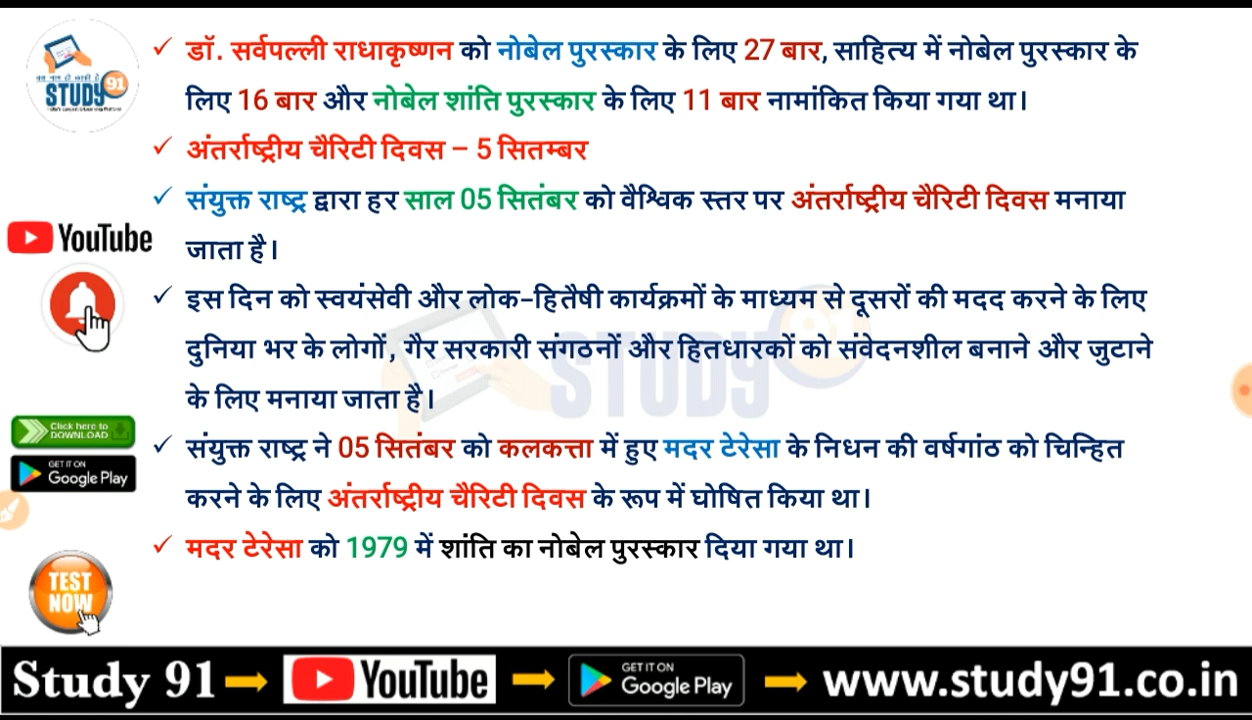 ✓ डॉ. सर्वपल्ली राधाकृष्णन को नोबेल पुरस्कार के लिए 27 बार, साहित्य में नोबेल पुरस्कार के
लिए 16 बार और नोबेल शांति पुरस्कार के लिए 11 बार नामांकित किया गया था।
✓ अंतर्राष्ट्रीय चैरिटी दिवस – 5 सितम्बर
✓ संयुक्त राष्ट्र द्वारा हर साल 05 सितंबर को वैश्विक स्तर पर अंतर्राष्ट्रीय चैरिटी दिवस मनाया
जाता है।
✓ इस दिन को स्वयंसेवी और लोक-हितैषी कार्यक्रमों के माध्यम से दूसरों की मदद करने के लिए
दुनिया भर के लोगों, गैर सरकारी संगठनों और हितधारकों को संवेदनशील बनाने और जुटाने
के लिए मनाया जाता है।
✓ संयुक्त राष्ट्र ने 05 सितंबर को कलकत्ता में हुए मदर टेरेसा के निधन की वर्षगांठ को चिन्हित
करने के लिए अंतर्राष्ट्रीय चैरिटी दिवस के रूप में घोषित किया था।
✓ मदर टेरेसा को 1979 में शांति का नोबेल पुरस्कार दिया गया था।
STUDY 91
YouTube
Click here to
DOWNLOAD
GET IT ON
Google Play
TEST
NOW
STUDY 91
Study 91 YouTube GET IT ON Google Play www.study91.co.in